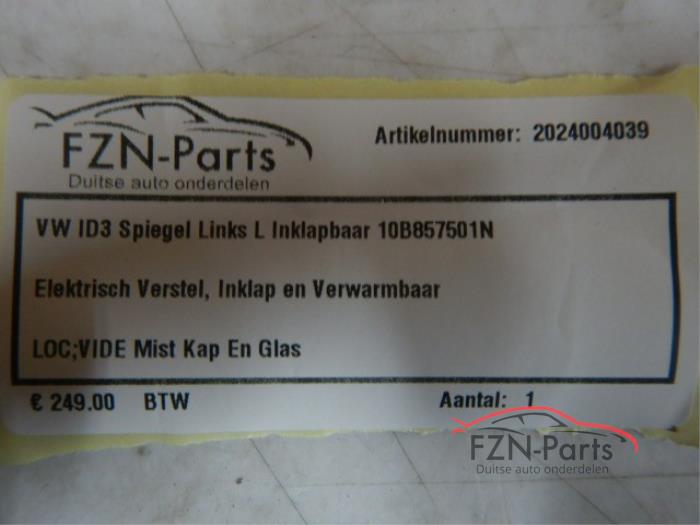 FZN-Parts
Duitse auto onderdelen
Artikelnummer: 2024004039
VW ID3 Spiegel Links L Inklapbaar 10B857501N
Elektrisch Verstel, Inklap en Verwarmbaar
LOC;VIDE Mist Kap En Glas
€ 249.00 BTW Aantal: 1
FZN-Parts
Duitse auto onderdelen